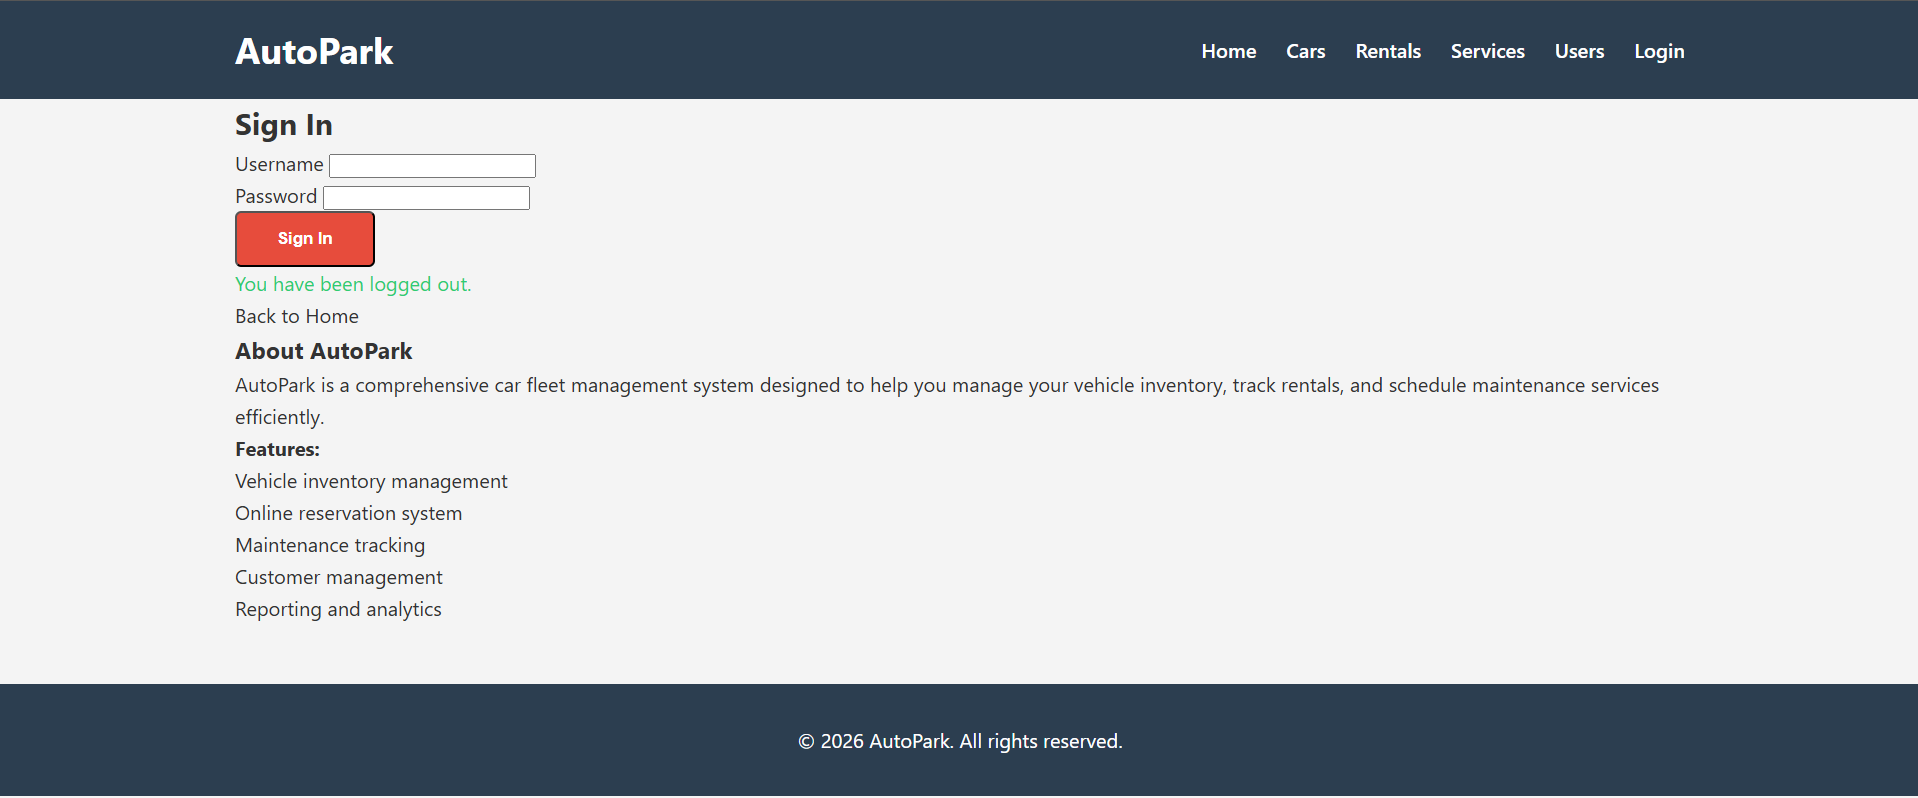 AutoPark
Home Cars Rentals Services Users Login
Sign In
Username
Password
Sign In
You have been logged out.
Back to Home
About AutoPark
AutoPark is a comprehensive car fleet management system designed to help you manage your vehicle inventory, track rentals, and schedule maintenance services
efficiently.
Features:
Vehicle inventory management
Online reservation system
Maintenance tracking
Customer management
Reporting and analytics
© 2026 AutoPark. All rights reserved.